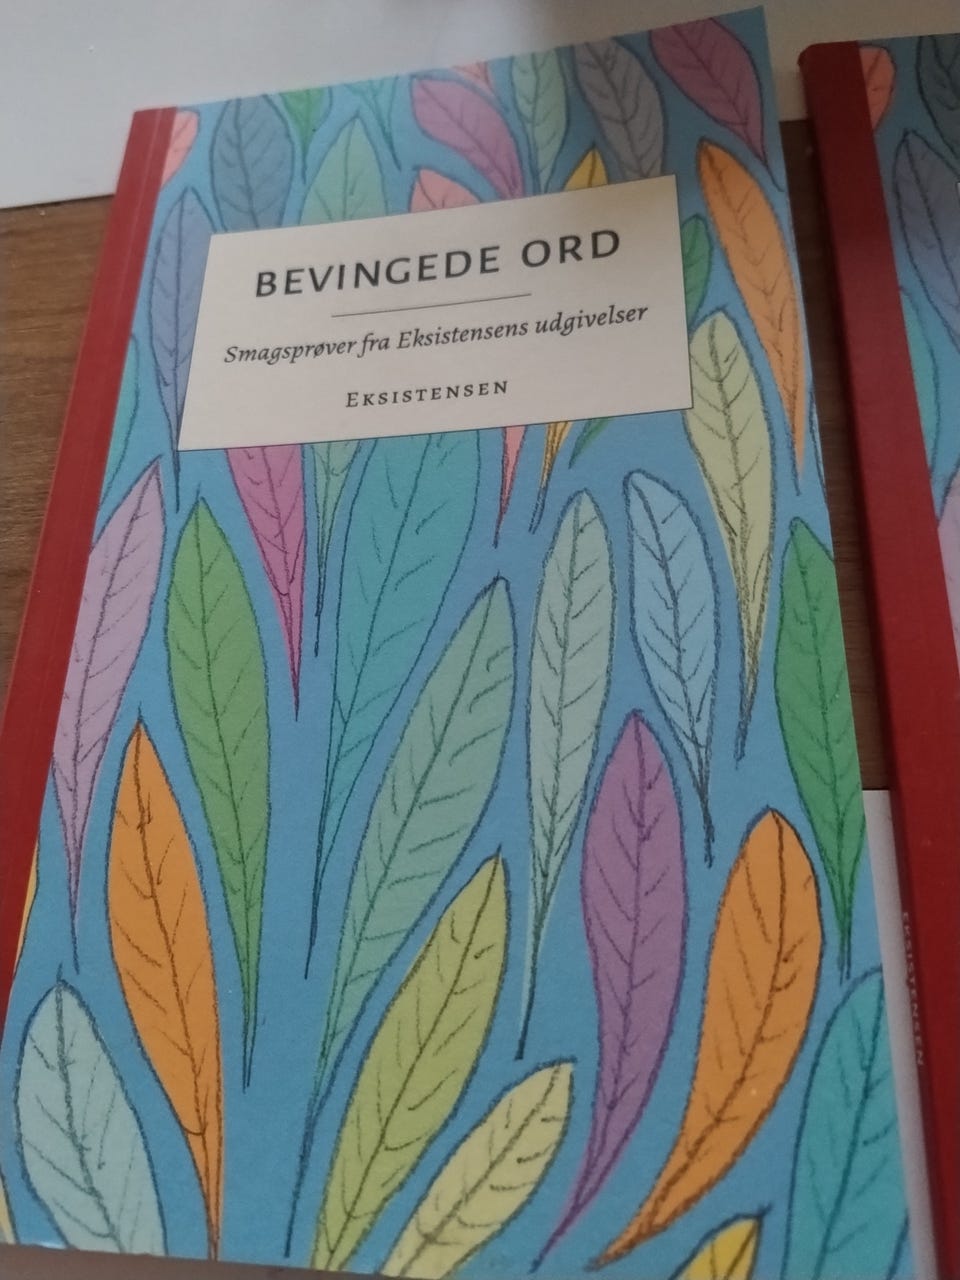 BEVINGEDE ORD
Smagsprøver fra Eksistensens udgivelser
EKSISTENSEN
EKSISTENSEN